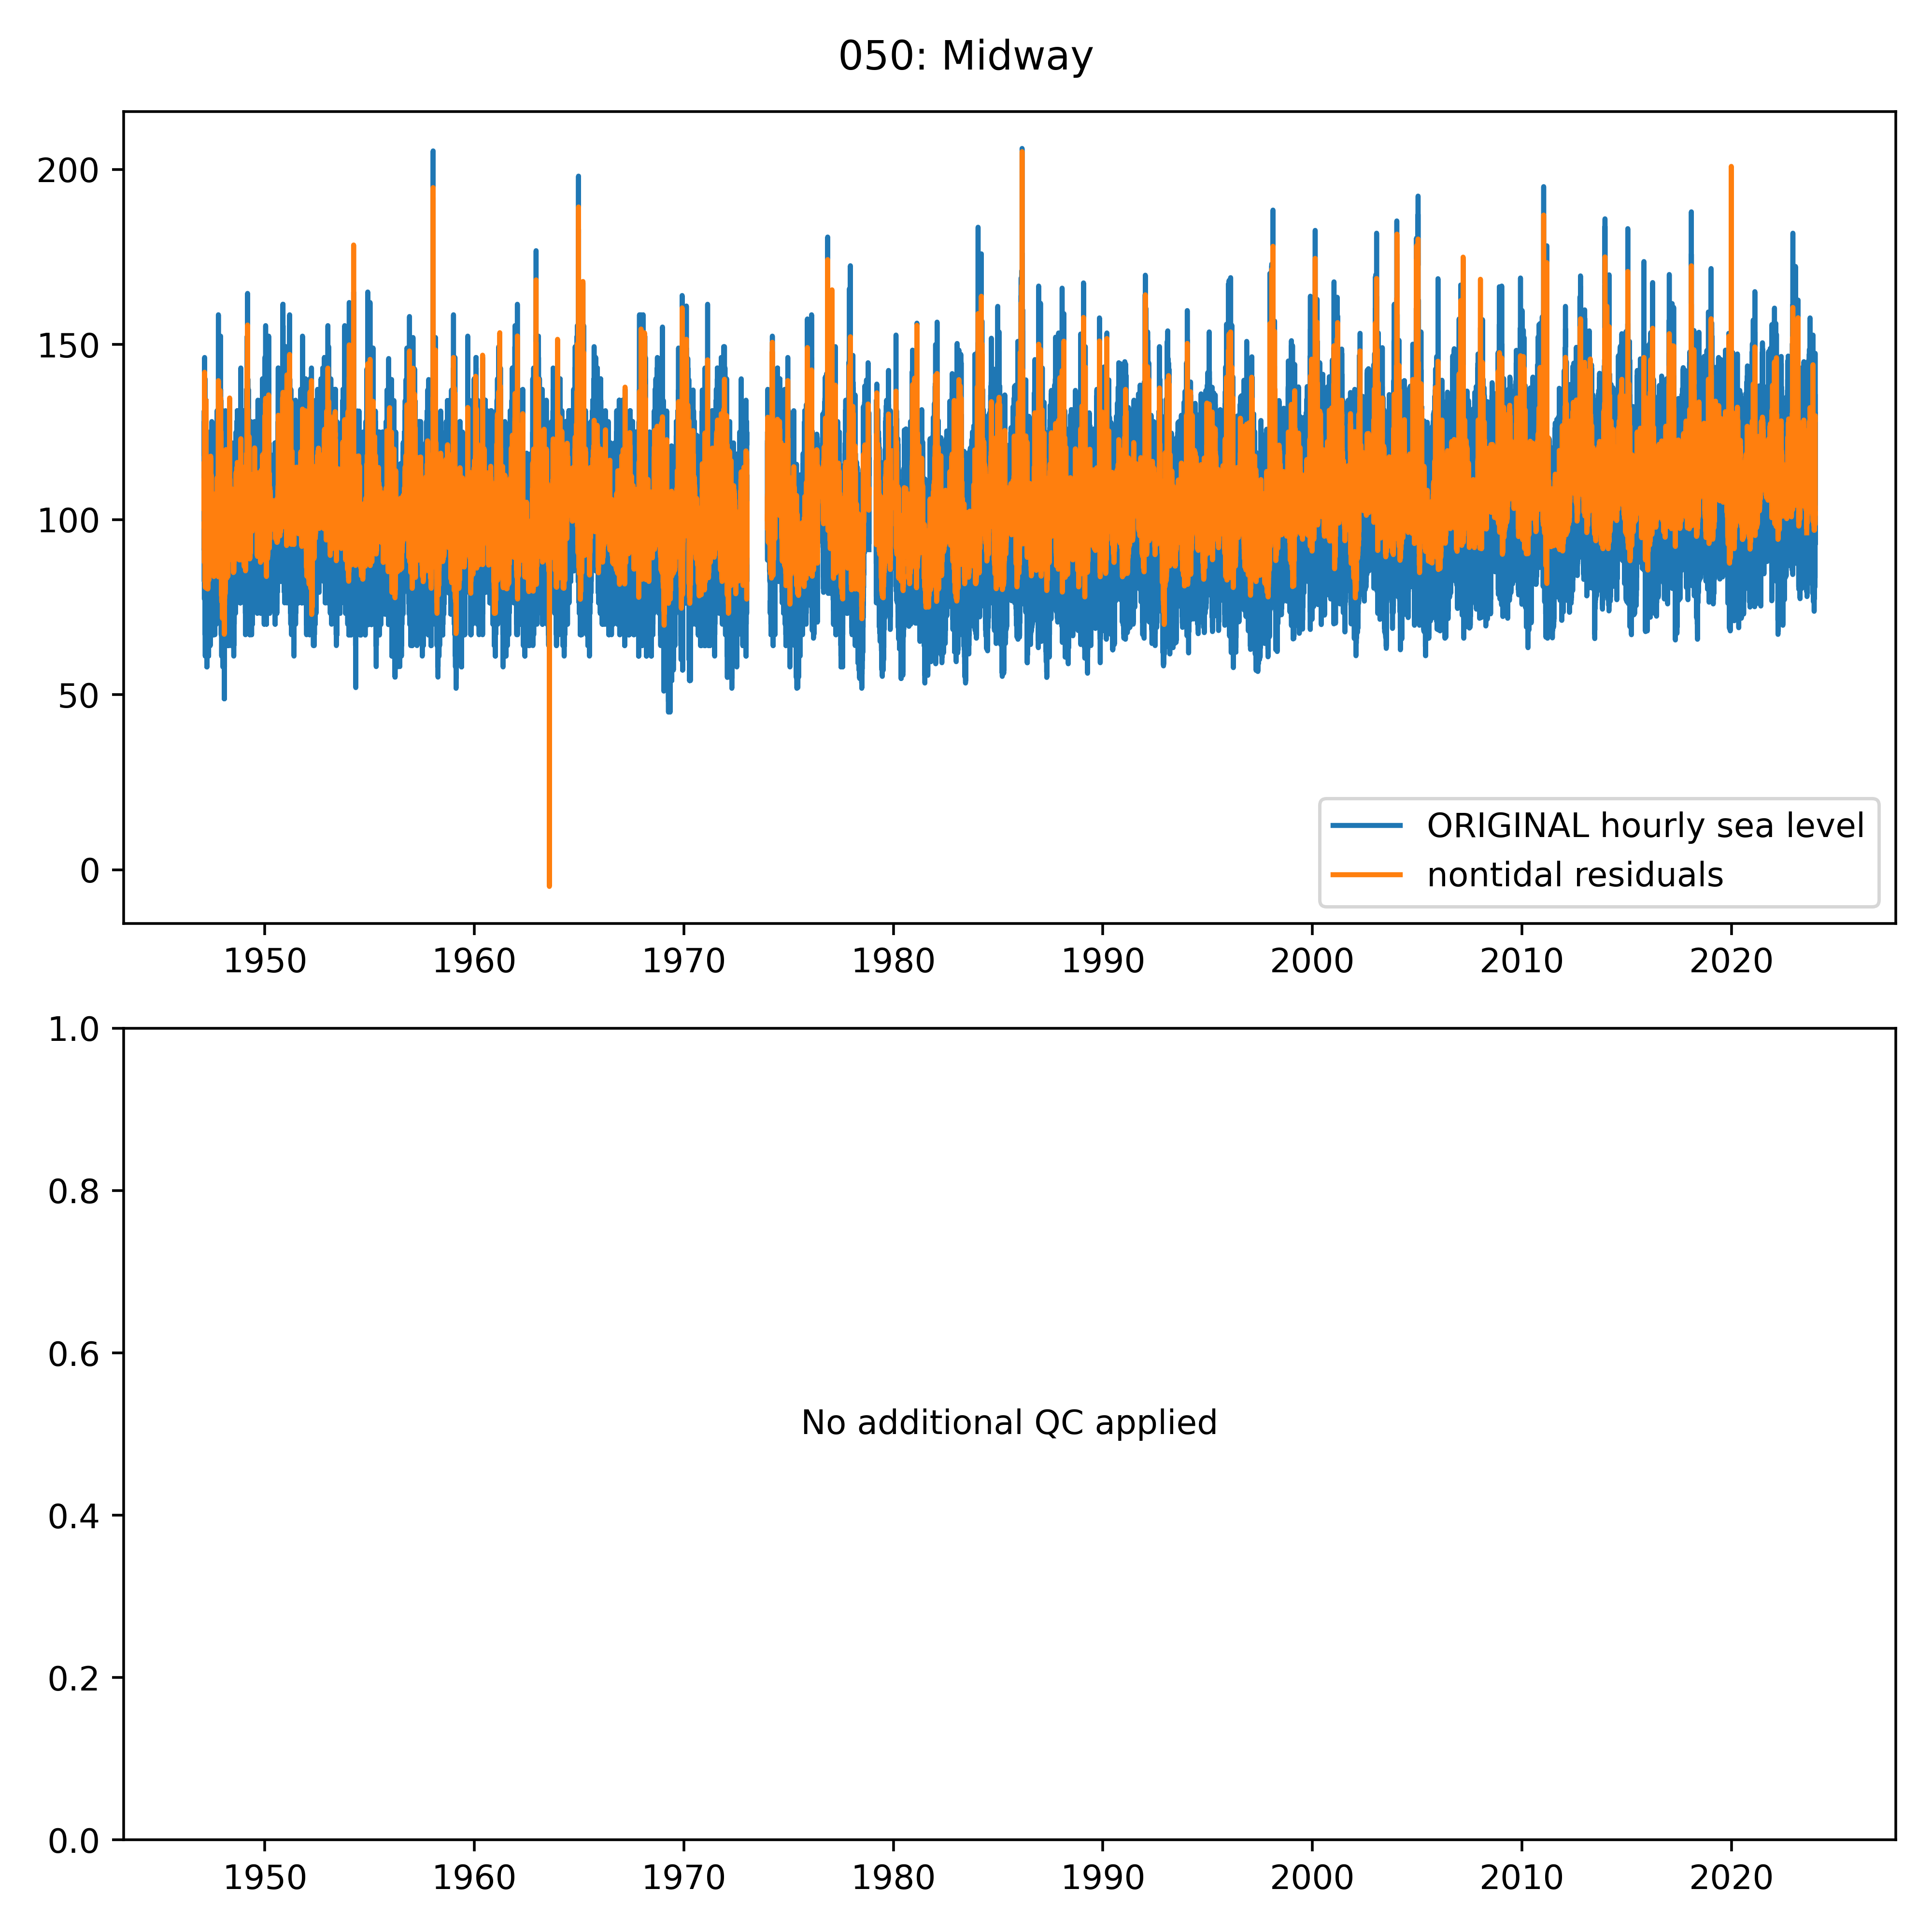 050: Midway
200
150
100
50
0
ORIGINAL hourly sea level
nontidal residuals
1950 1960 1970 1980 1990 2000 2010 2020
1.0
0.8
0.6
No additional QC applied
0.4
0.2
0.0
1950 1960 1970 1980 1990 2000 2010 2020